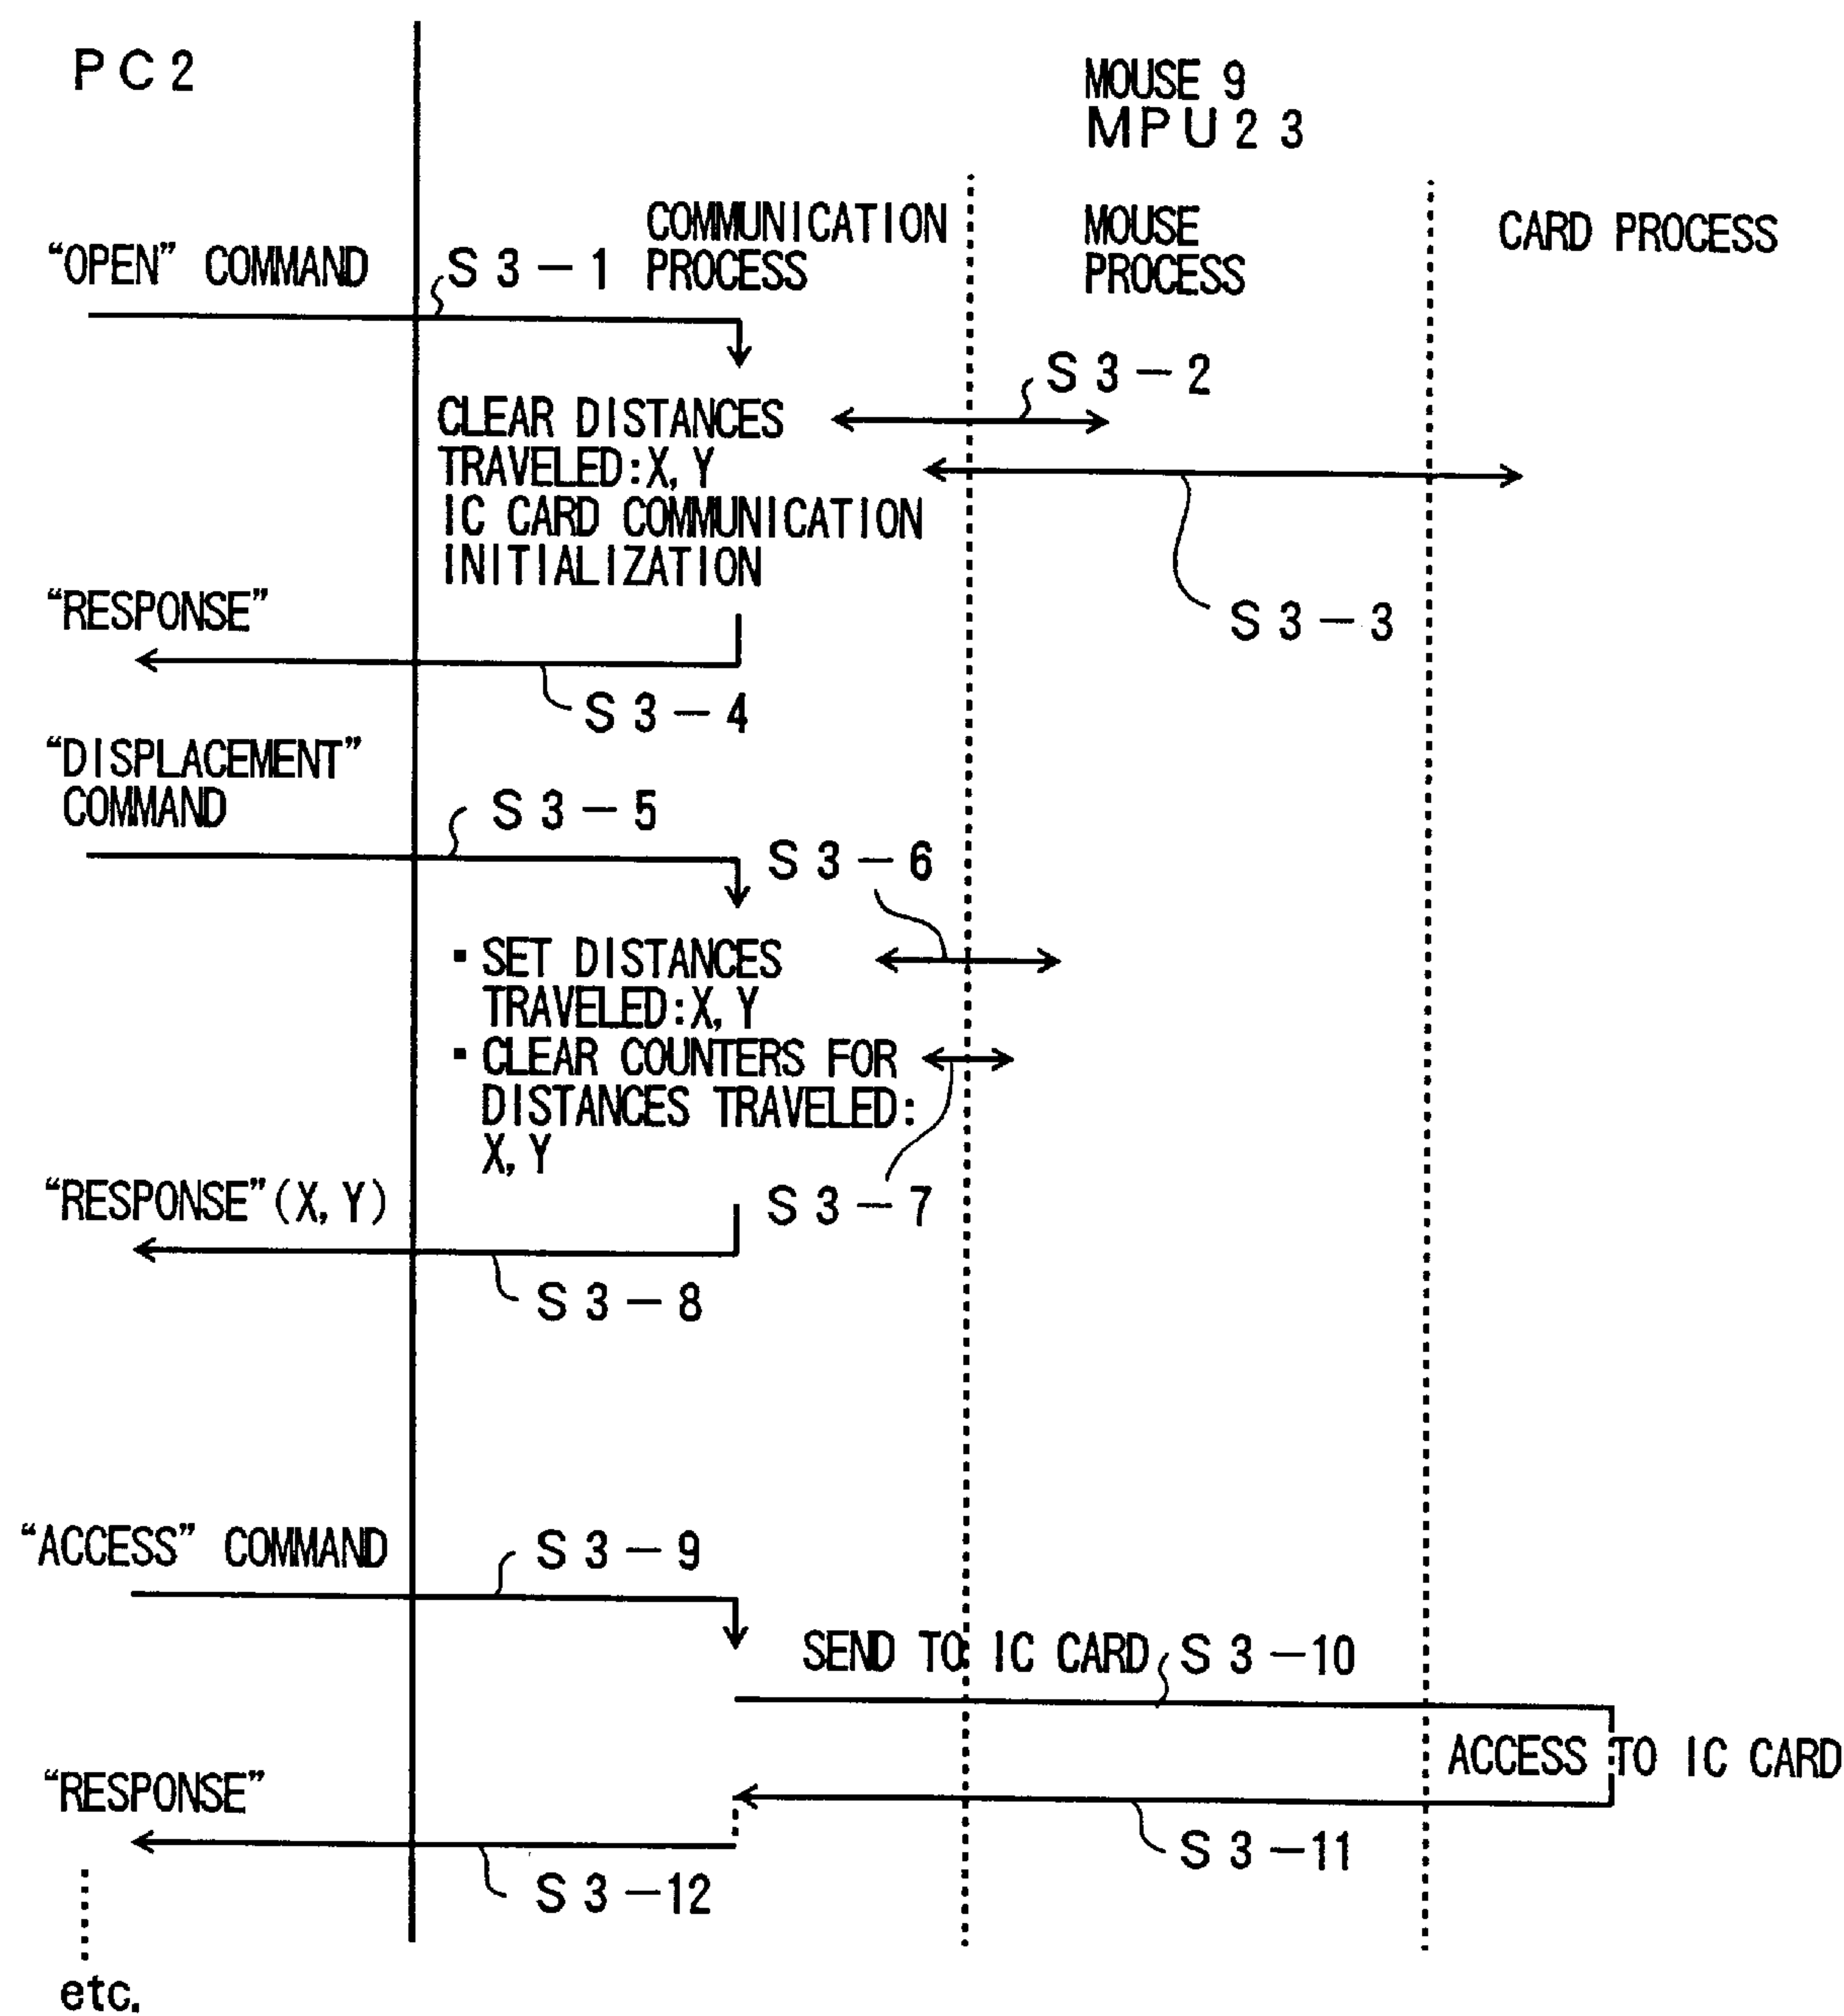 PC2
MOUSE 9
MPU23
COMMUNICATION
PROCESS
MOUSE
PROCESS
CARD PROCESS
“OPEN” COMMAND
S3-1
CLEAR DISTANCES
TRAVELED:X,Y
IC CARD COMMUNICATION
INITIALIZATION
S3-2
S3-3
“RESPONSE”
S3-4
“DISPLACEMENT”
COMMAND
S3-5
S3-6
▪ SET DISTANCES
TRAVELED:X,Y
▪ CLEAR COUNTERS FOR
DISTANCES TRAVELED:
X,Y
S3-7
“RESPONSE”(X,Y)
S3-8
“ACCESS” COMMAND
S3-9
SEND TO IC CARD
S3-10
ACCESS TO IC CARD
“RESPONSE”
S3-11
S3-12
etc.